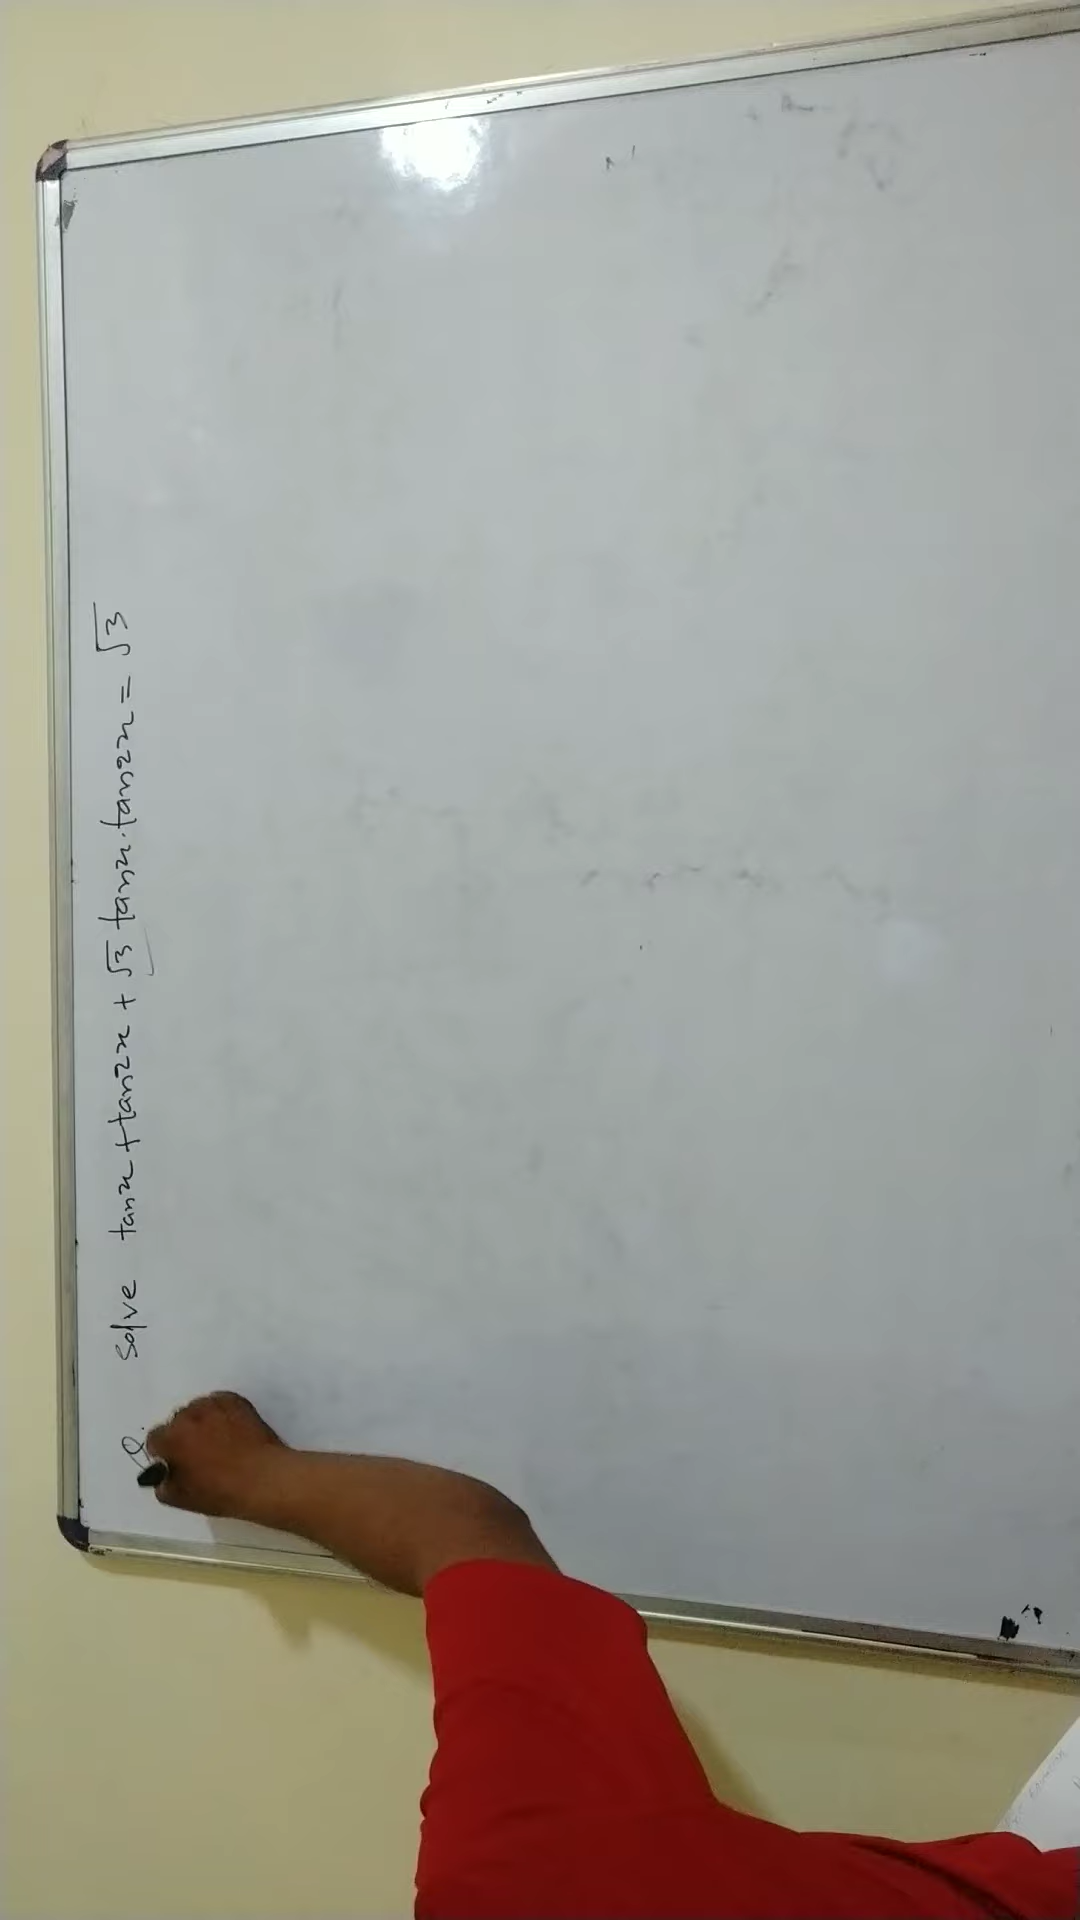 Q. Solve tanx + tan2x + √3 tanx.tan2x = √3